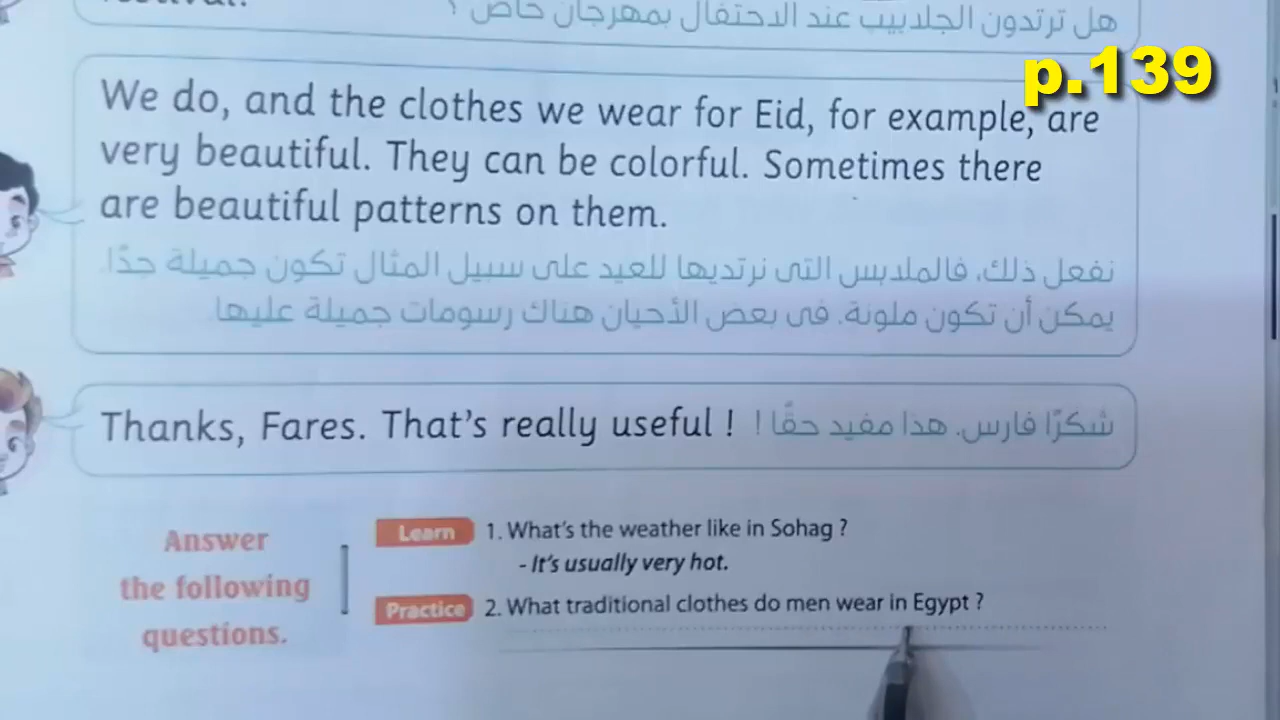 هل ترتدون الجلابيب عند الاحتفال بمهرجان خاص ؟
p.139
We do, and the clothes we wear for Eid, for example, are
very beautiful. They can be colorful. Sometimes there
are beautiful patterns on them.
نفعل ذلك، فالملابس التى نرتديها للعيد على سبيل المثال تكون جميلة جدًا.
يمكن أن تكون ملونة. فى بعض الأحيان هناك رسومات جميلة عليها.
Thanks, Fares. That's really useful ! شكرًا فارس. هذا مفيد حقًا !
Answer
the following
questions.
Learn 1. What's the weather like in Sohag ?
- It's usually very hot.
Practice 2. What traditional clothes do men wear in Egypt ?